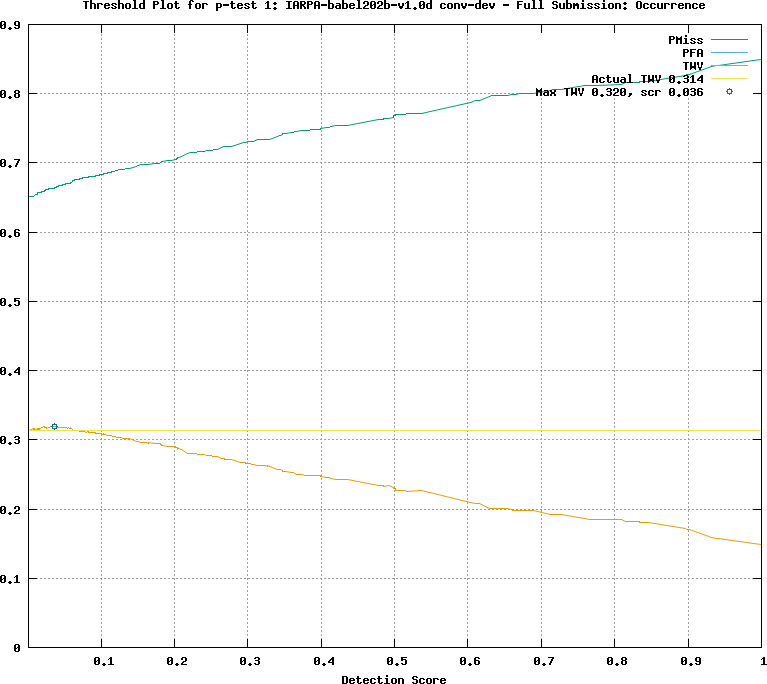 Threshold Plot for p-test 1: IARPA-babel202b-v1.0d conv-dev - Full Submission: Occurrence
0.9
PMiss
PFA
TWV
Actual TWV 0.314
Max TWV 0.320, scr 0.036
0.8
0.7
0.6
0.5
0.4
0.3
0.2
0.1
0
0.1 0.2 0.3 0.4 0.5 0.6 0.7 0.8 0.9 1
Detection Score